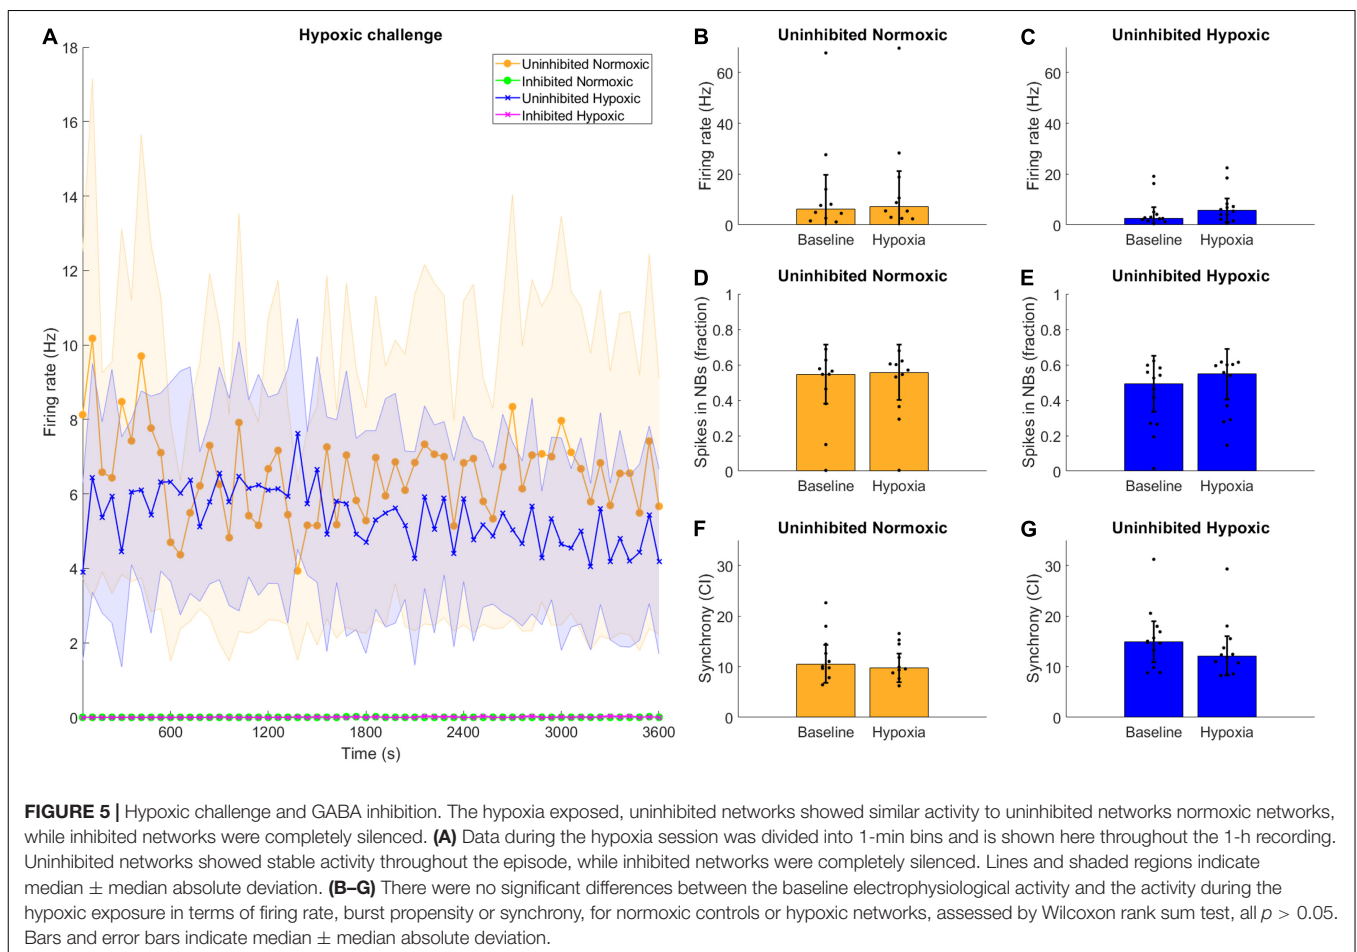 A
Hypoxic challenge
Firing rate (Hz)
18
16
14
12
10
8
6
4
2
0
600
1200
1800
2400
3000
3600
Time (s)
Uninhibited Normoxic
Inhibited Normoxic
Uninhibited Hypoxic
Inhibited Hypoxic
B
Uninhibited Normoxic
Firing rate (Hz)
60
40
20
0
Baseline
Hypoxia
C
Uninhibited Hypoxic
Firing rate (Hz)
60
40
20
0
Baseline
Hypoxia
D
Uninhibited Normoxic
Spikes in NBs (fraction)
1
0.8
0.6
0.4
0.2
0
Baseline
Hypoxia
E
Uninhibited Hypoxic
Spikes in NBs (fraction)
1
0.8
0.6
0.4
0.2
0
Baseline
Hypoxia
F
Uninhibited Normoxic
Synchrony (CI)
30
20
10
0
Baseline
Hypoxia
G
Uninhibited Hypoxic
Synchrony (CI)
30
20
10
0
Baseline
Hypoxia
FIGURE 5 | Hypoxic challenge and GABA inhibition. The hypoxia exposed, uninhibited networks showed similar activity to uninhibited networks normoxic networks,
while inhibited networks were completely silenced. (A) Data during the hypoxia session was divided into 1-min bins and is shown here throughout the 1-h recording.
Uninhibited networks showed stable activity throughout the episode, while inhibited networks were completely silenced. Lines and shaded regions indicate
median ± median absolute deviation. (B–G) There were no significant differences between the baseline electrophysiological activity and the activity during the
hypoxic exposure in terms of firing rate, burst propensity or synchrony, for normoxic controls or hypoxic networks, assessed by Wilcoxon rank sum test, all p > 0.05.
Bars and error bars indicate median ± median absolute deviation.